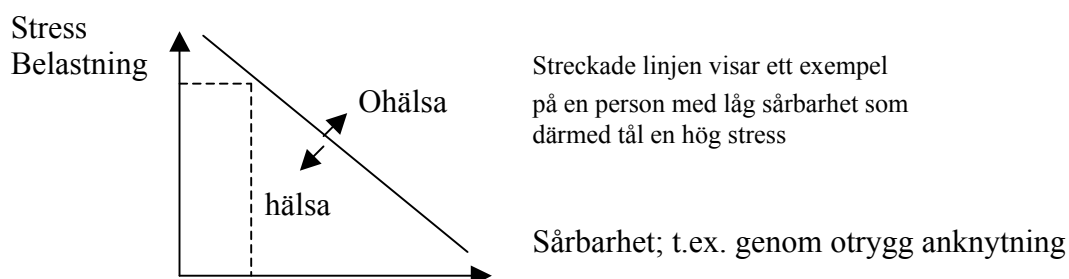 Stress
Belastning
Streckade linjen visar ett exempel
på en person med låg sårbarhet som
därmed tål en hög stress
Ohälsa
hälsa
Sårbarhet; t.ex. genom otrygg anknytning